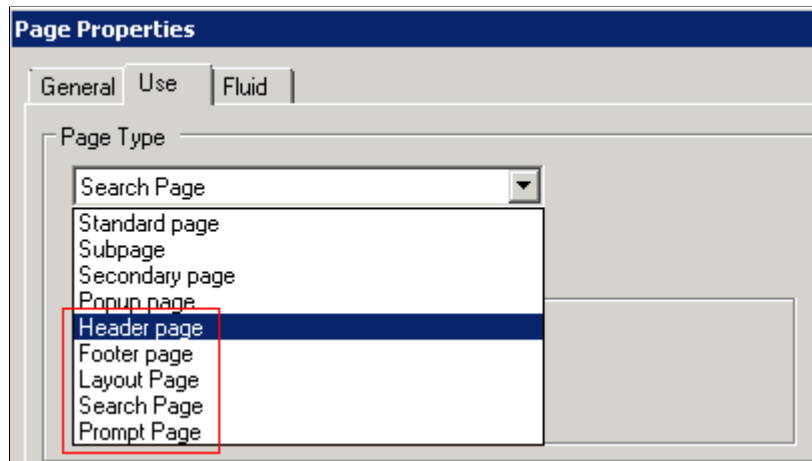 Page Properties
General Use Fluid
Page Type
Search Page
Standard page
Subpage
Secondary page
Popup page
Header page
Footer page
Layout Page
Search Page
Prompt Page